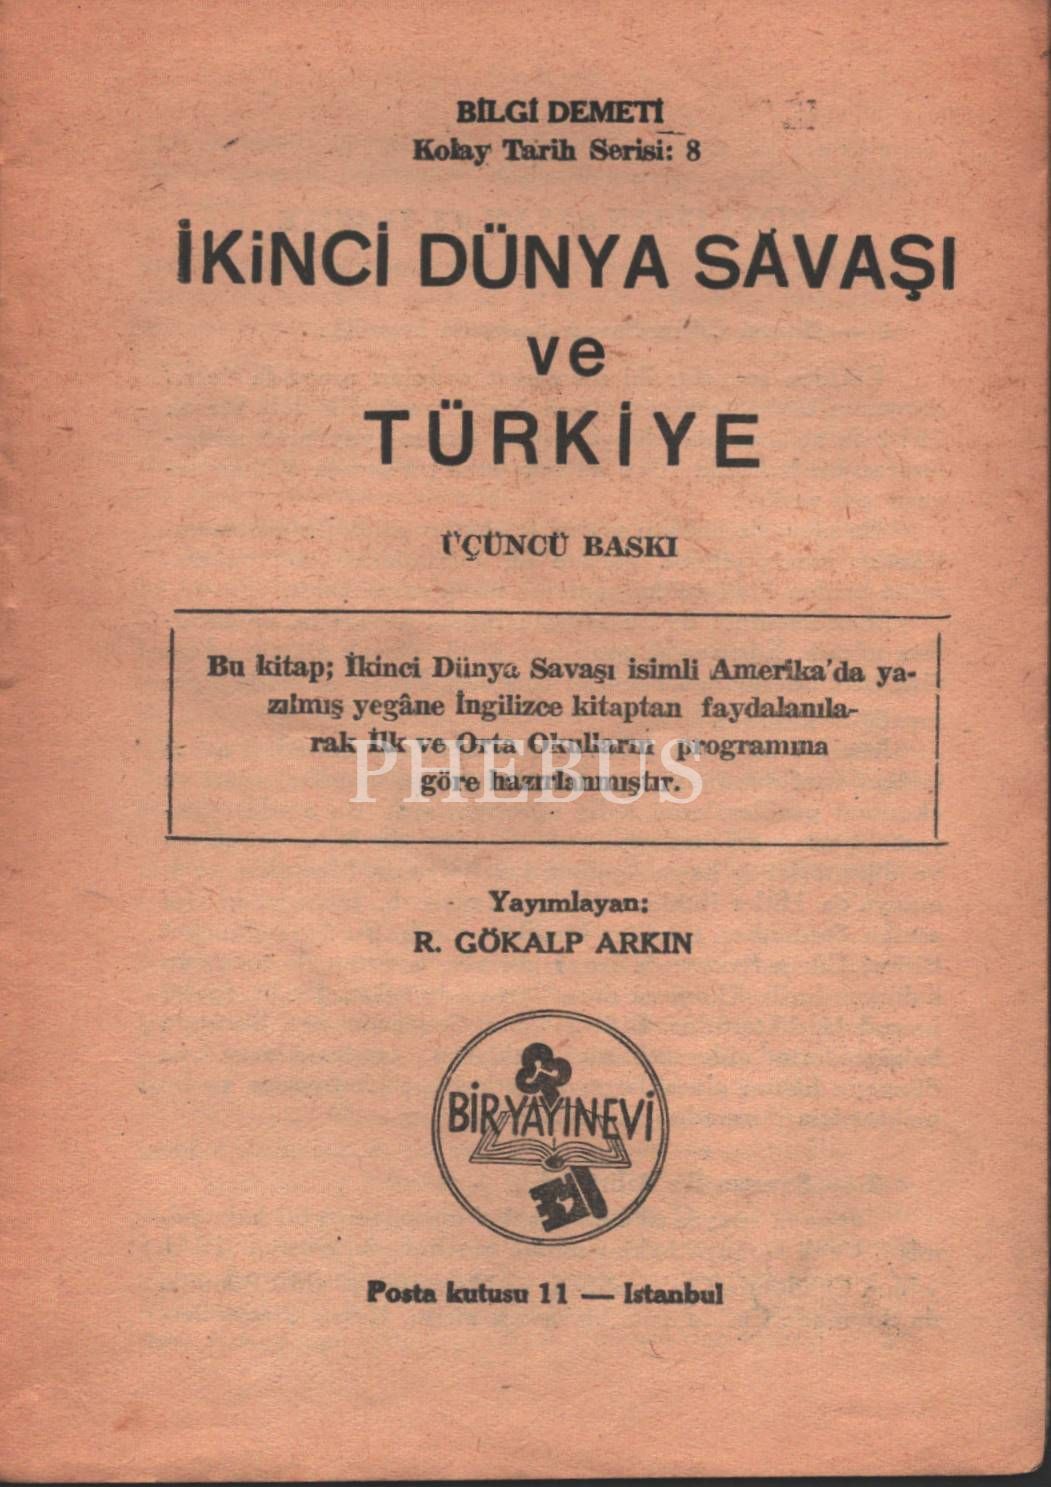 BİLGİ DEMETİ
Kolay Tarih Serisi: 8
İKİNCİ DÜNYA SAVAŞI
ve
TÜRKİYE
ÜÇÜNCÜ BASKI
Bu kitap; İkinci Dünya Savaşı isimli Amerika'da ya-
zılmış yegâne İngilizce kitaptan faydalanıla-
rak İlk ve Orta Okulların programına
göre hazırlanmıştır.
PHEBUS
Yayımlayan:
R. GÖKALP ARKIN
BİR YAYINEVİ
Posta kutusu 11 — Istanbul